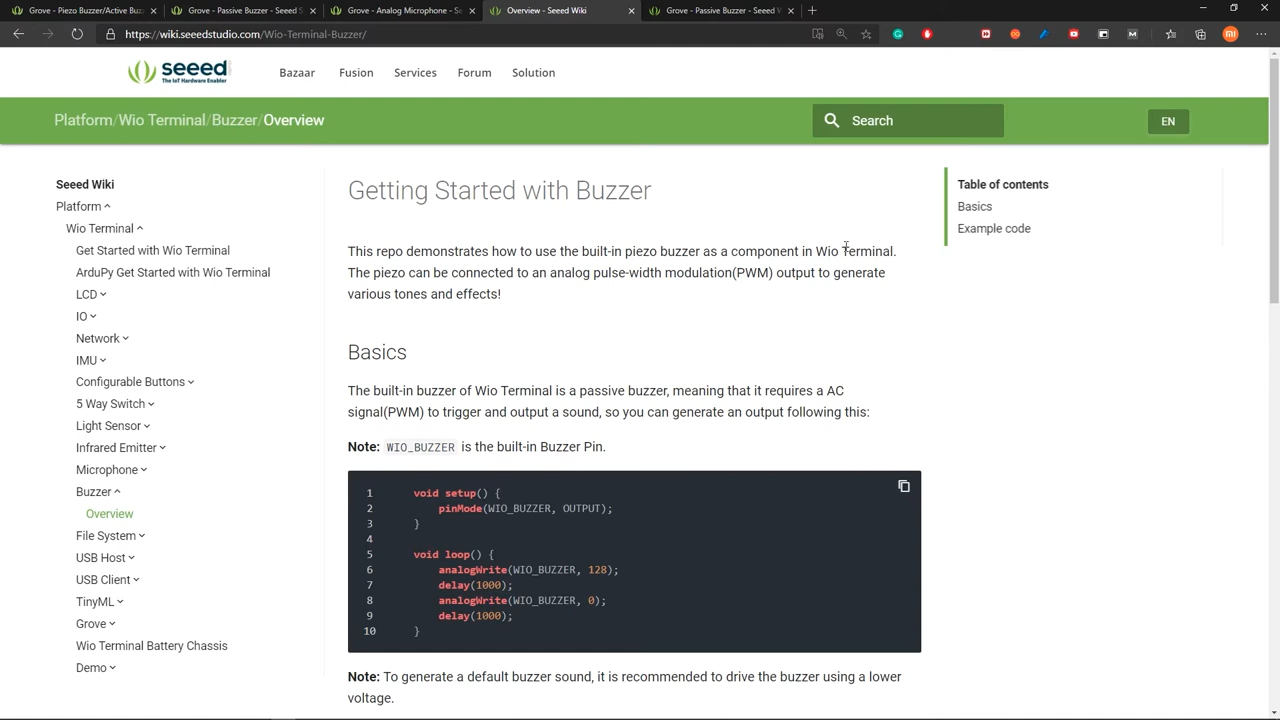 Grove - Piezo/Active Buzz
Grove - Passive Buzzer - Seeed S
Grove - Analog Microphone - Se
Overview - Seeed Wiki
Grove - Passive Buzzer - Seeed W
https://wiki.seeedstudio.com/Wio-Terminal-Buzzer/
seeed
The IoT Hardware Enabler
Bazaar
Fusion
Services
Forum
Solution
Platform/Wio Terminal/Buzzer/Overview
Search
EN
Seeed Wiki
Platform
Wio Terminal
Get Started with Wio Terminal
ArduPy Get Started with Wio Terminal
LCD
IO
Network
IMU
Configurable Buttons
5 Way Switch
Light Sensor
Infrared Emitter
Microphone
Buzzer
Overview
File System
USB Host
USB Client
TinyML
Grove
Wio Terminal Battery Chassis
Demo
Getting Started with Buzzer
This repo demonstrates how to use the built-in piezo buzzer as a component in Wio Terminal.
The piezo can be connected to an analog pulse-width modulation(PWM) output to generate
various tones and effects!
Basics
The built-in buzzer of Wio Terminal is a passive buzzer, meaning that it requires a AC
signal(PWM) to trigger and output a sound, so you can generate an output following this:
Note: WIO_BUZZER is the built-in Buzzer Pin.
1 void setup() {
2 pinMode(WIO_BUZZER, OUTPUT);
3 }
4
5 void loop() {
6 analogWrite(WIO_BUZZER, 128);
7 delay(1000);
8 analogWrite(WIO_BUZZER, 0);
9 delay(1000);
10 }
Note: To generate a default buzzer sound, it is recommended to drive the buzzer using a lower
voltage.
Table of contents
Basics
Example code